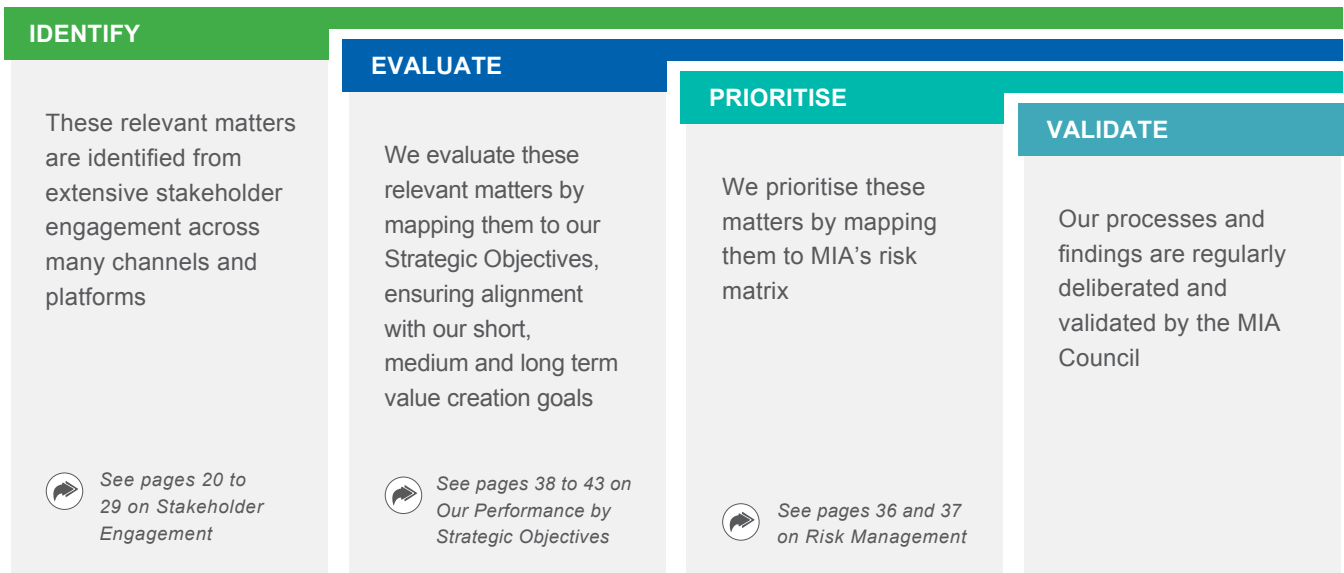 IDENTIFY
These relevant matters
are identified from
extensive stakeholder
engagement across
many channels and
platforms
See pages 20 to
29 on Stakeholder
Engagement
EVALUATE
We evaluate these
relevant matters by
mapping them to our
Strategic Objectives,
ensuring alignment
with our short,
medium and long term
value creation goals
See pages 38 to 43 on
Our Performance by
Strategic Objectives
PRIORITISE
We prioritise these
matters by mapping
them to MIA’s risk
matrix
See pages 36 and 37
on Risk Management
VALIDATE
Our processes and
findings are regularly
deliberated and
validated by the MIA
Council